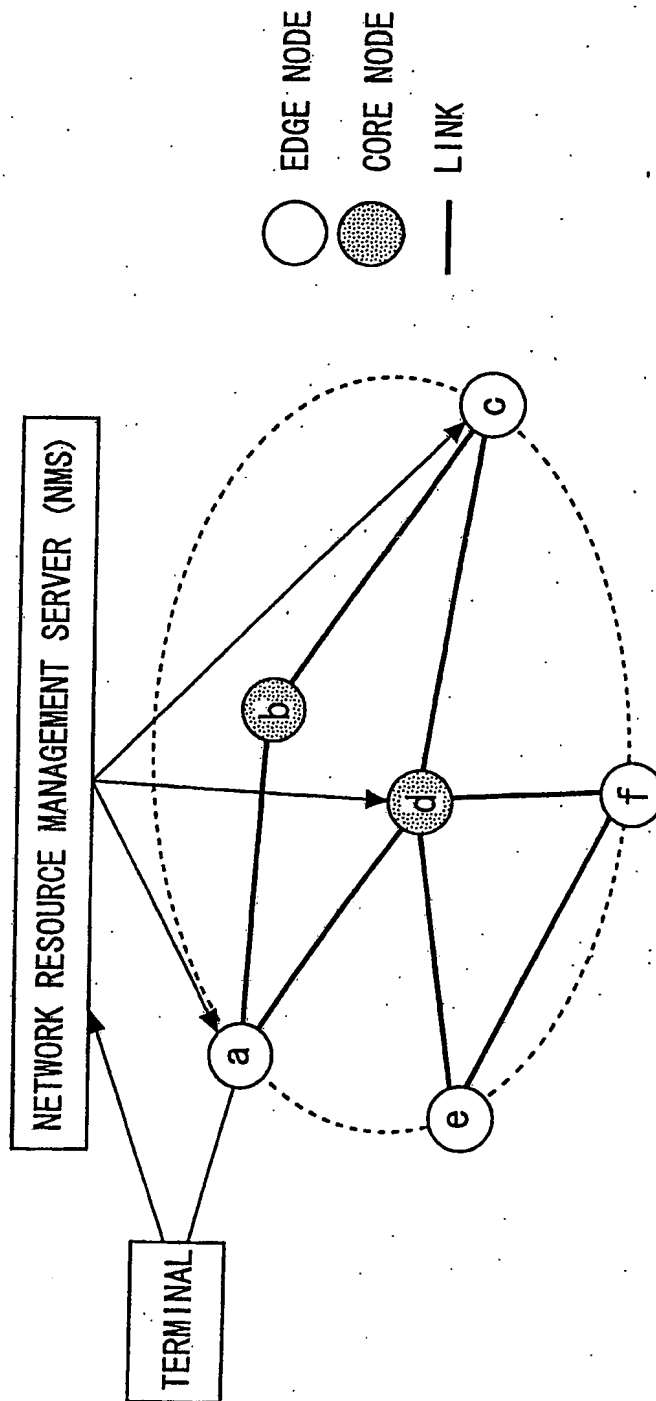 NETWORK RESOURCE MANAGEMENT SERVER (NMS)
TERMINAL
a
b
c
d
e
f
EDGE NODE
CORE NODE
LINK